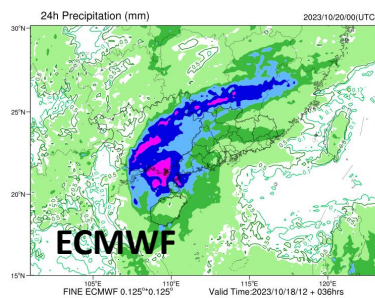 24h Precipitation (mm) 2023/10/20/00(UTC
30°N
25°N
20°N
ECMWF
15°N
105°E 110°E 115°E 120°E
FINE ECMWF 0.125°*0.125° Valid Time:2023/10/18/12 + 036hrs